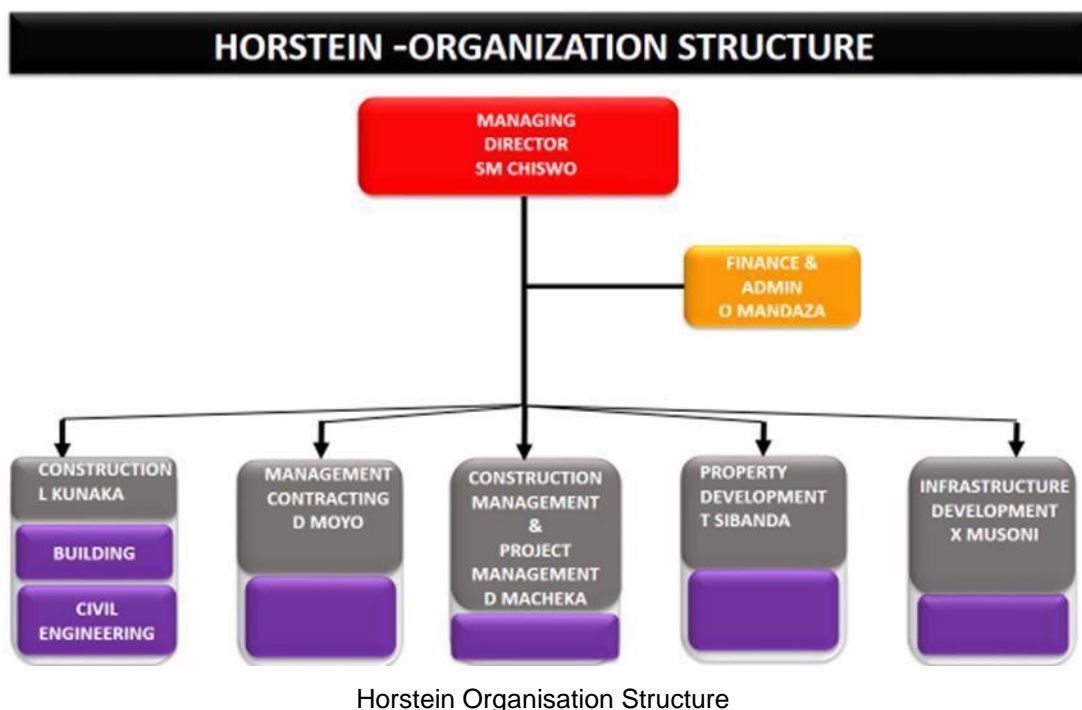 HORSTEIN -ORGANIZATION STRUCTURE
MANAGING
DIRECTOR
SM CHISWO
FINANCE &
ADMIN
O MANDAZA
CONSTRUCTION
L KUNAKA
BUILDING
CIVIL
ENGINEERING
MANAGEMENT
CONTRACTING
D MOYO
CONSTRUCTION
MANAGEMENT
&
PROJECT
MANAGEMENT
D MACHEKA
PROPERTY
DEVELOPMENT
T SIBANDA
INFRASTRUCTURE
DEVELOPMENT
X MUSONI
Horstein Organisation Structure